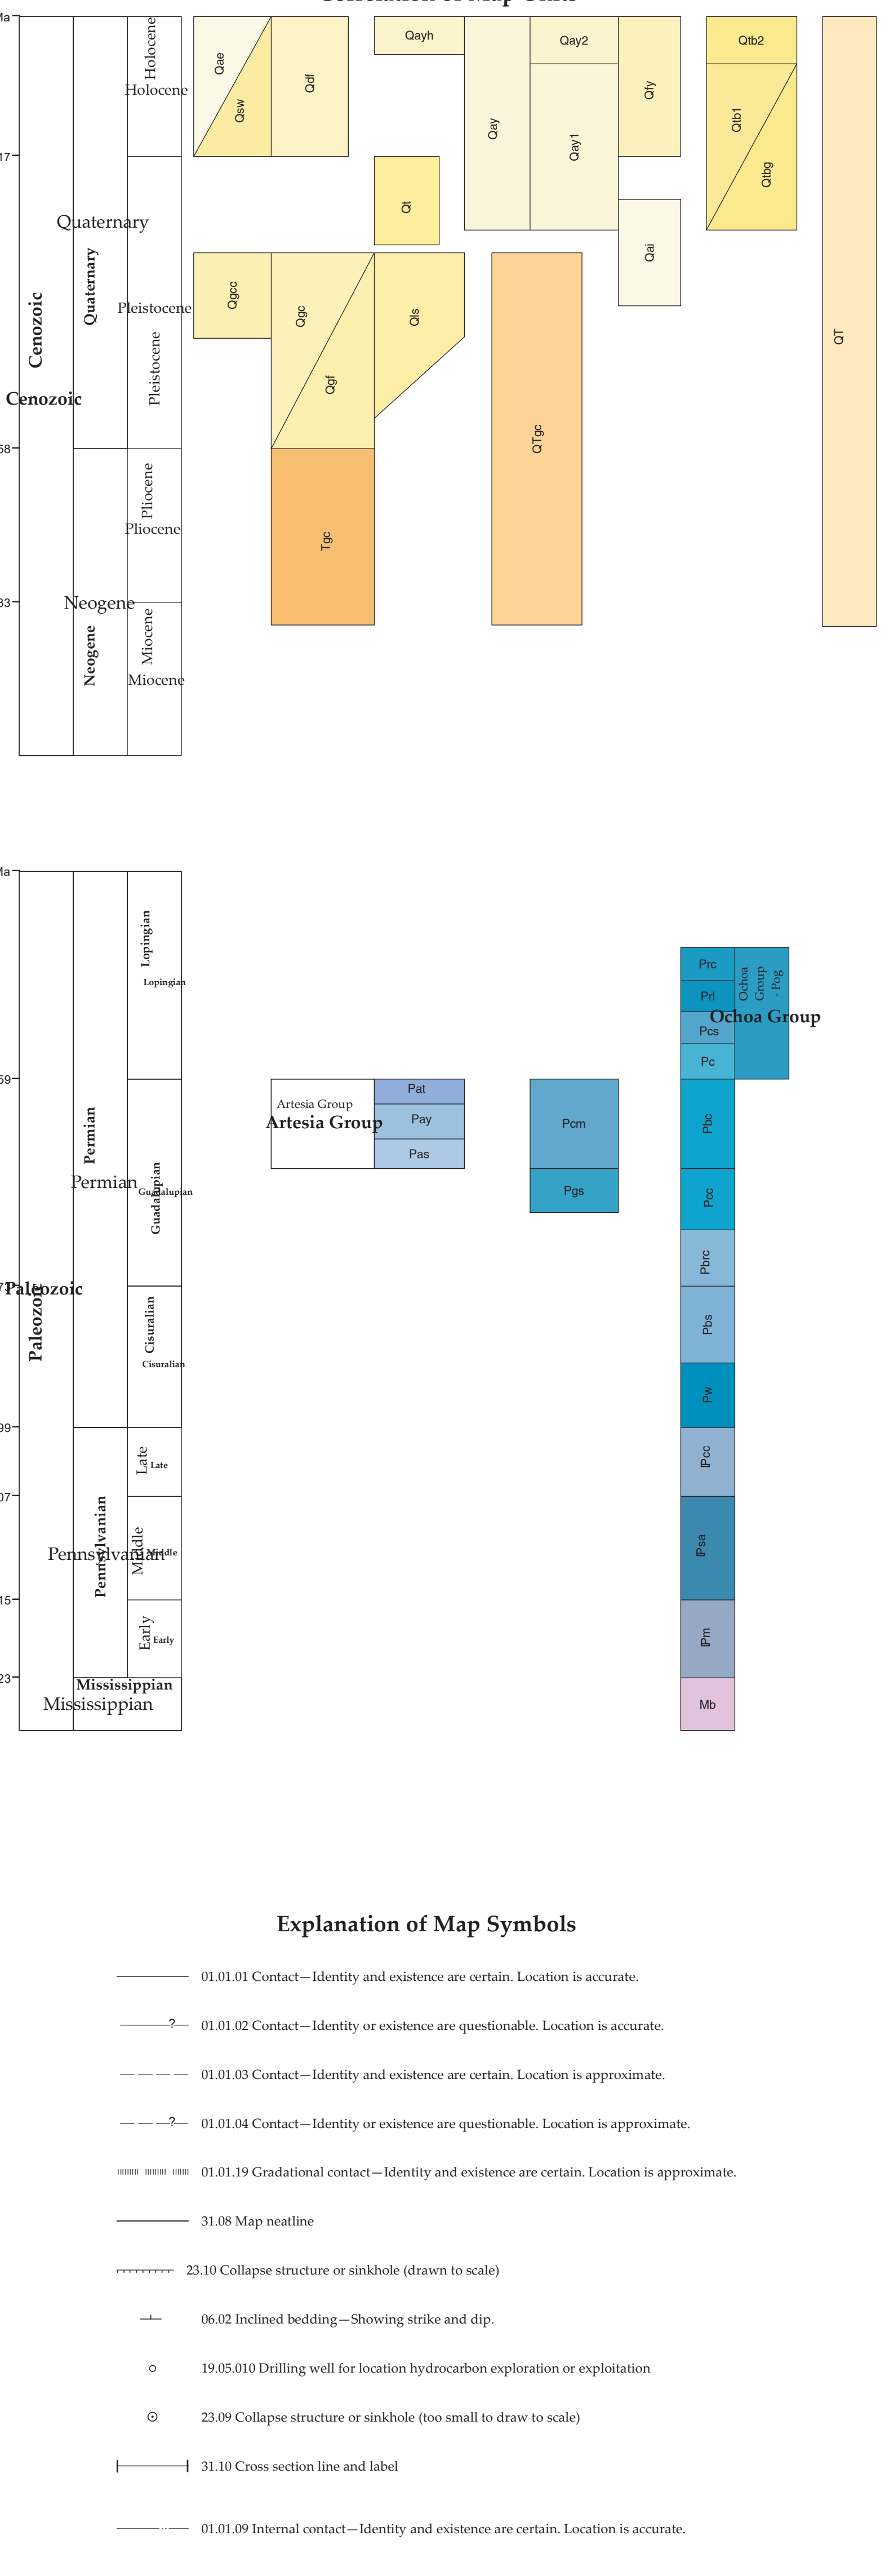 Correlation of Map Units
Ma
Holocene
Holocene
Qae
Qsw
Qdf
Qayh
Qay
Qay2
Qay1
Qfy
Qtb2
Qtb1
Qtbg
QT
17
Quaternary
Quaternary
Qt
Qai
Cenozoic
Cenozoic
Pleistocene
Pleistocene
Qgcc
Qgc
Qgf
Qls
QTgc
58
Pliocene
Pliocene
Tgc
33
Neogene
Neogene
Miocene
Miocene
Ma
Lopingian
Lopingian
Prc
Prl
Pcs
Pc
Ochoa
Group
- Pog
Ochoa Group
59
Permian
Permian
Guadalupian
Guadalupian
Artesia Group
Artesia Group
Pat
Pay
Pas
Pcm
Pgs
Pbc
Pcc
Pbrc
Paleozoic
Paleozoic
Cisuralian
Cisuralian
Pbs
Pw
99
Late
Late
ℙcc
07
Pennsylvanian
Pennsylvanian
Middle
Middle
ℙsa
15
Early
Early
ℙm
23
Mississippian
Mississippian
Mb
Explanation of Map Symbols
01.01.01 Contact—Identity and existence are certain. Location is accurate.
? 01.01.02 Contact—Identity or existence are questionable. Location is accurate.
01.01.03 Contact—Identity and existence are certain. Location is approximate.
? 01.01.04 Contact—Identity or existence are questionable. Location is approximate.
01.01.19 Gradational contact—Identity and existence are certain. Location is approximate.
31.08 Map neatline
23.10 Collapse structure or sinkhole (drawn to scale)
06.02 Inclined bedding—Showing strike and dip.
19.05.010 Drilling well for location hydrocarbon exploration or exploitation
23.09 Collapse structure or sinkhole (too small to draw to scale)
31.10 Cross section line and label
01.01.09 Internal contact—Identity and existence are certain. Location is accurate.